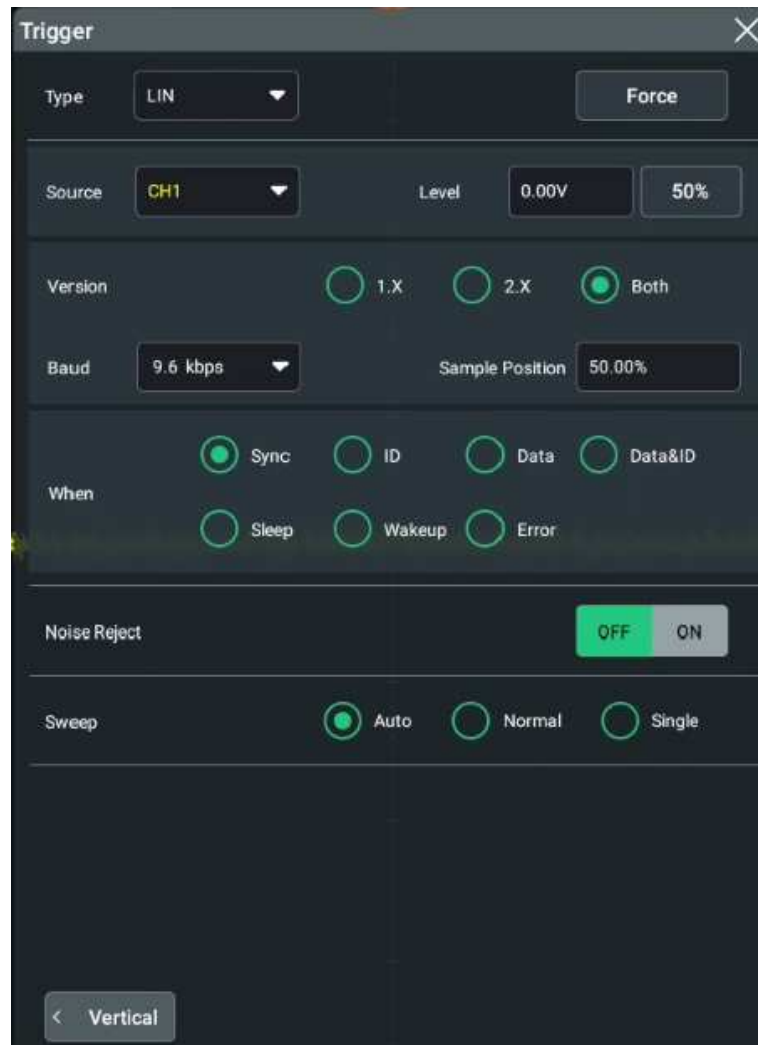 Trigger
Type LIN Force
Source CH1 Level 0.00V 50%
Version 1.X 2.X Both
Baud 9.6 kbps Sample Position 50.00%
Sync ID Data Data&ID
When
Sleep Wakeup Error
Noise Reject OFF ON
Sweep Auto Normal Single
< Vertical